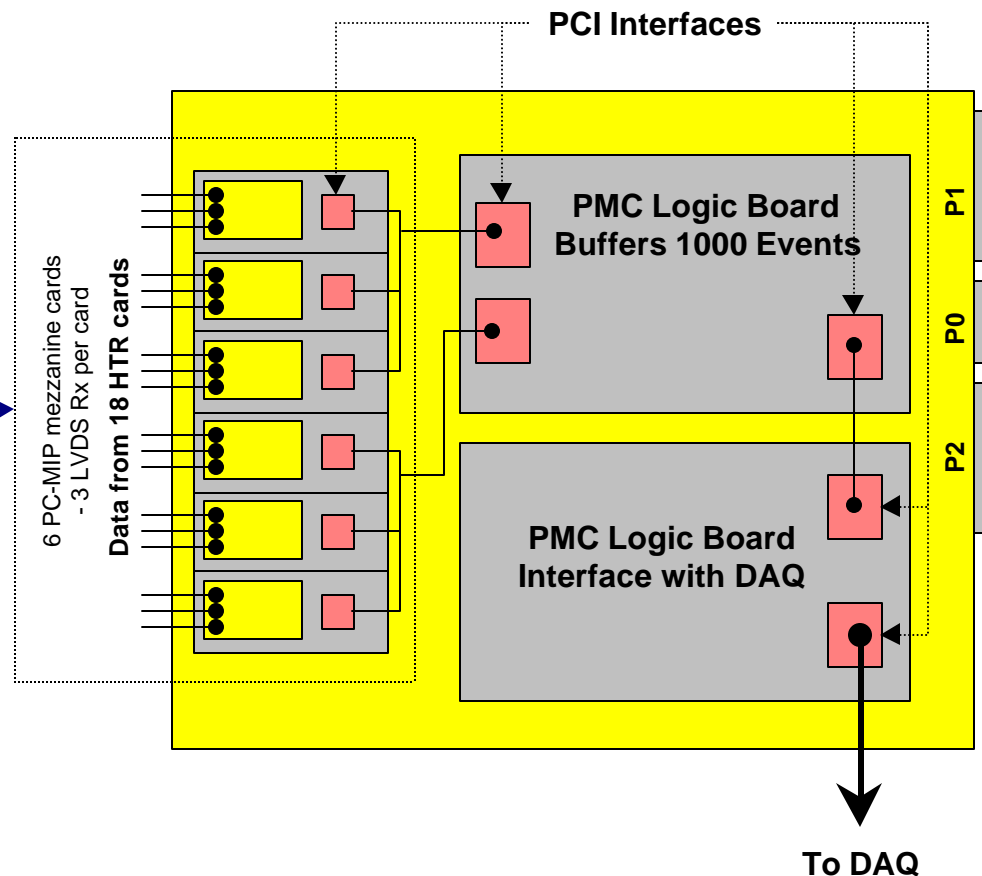 PCI Interfaces
6 PC-MIP mezzanine cards
- 3 LVDS Rx per card
Data from 18 HTR cards
PMC Logic Board
Buffers 1000 Events
P1
P0
P2
PMC Logic Board
Interface with DAQ
To DAQ